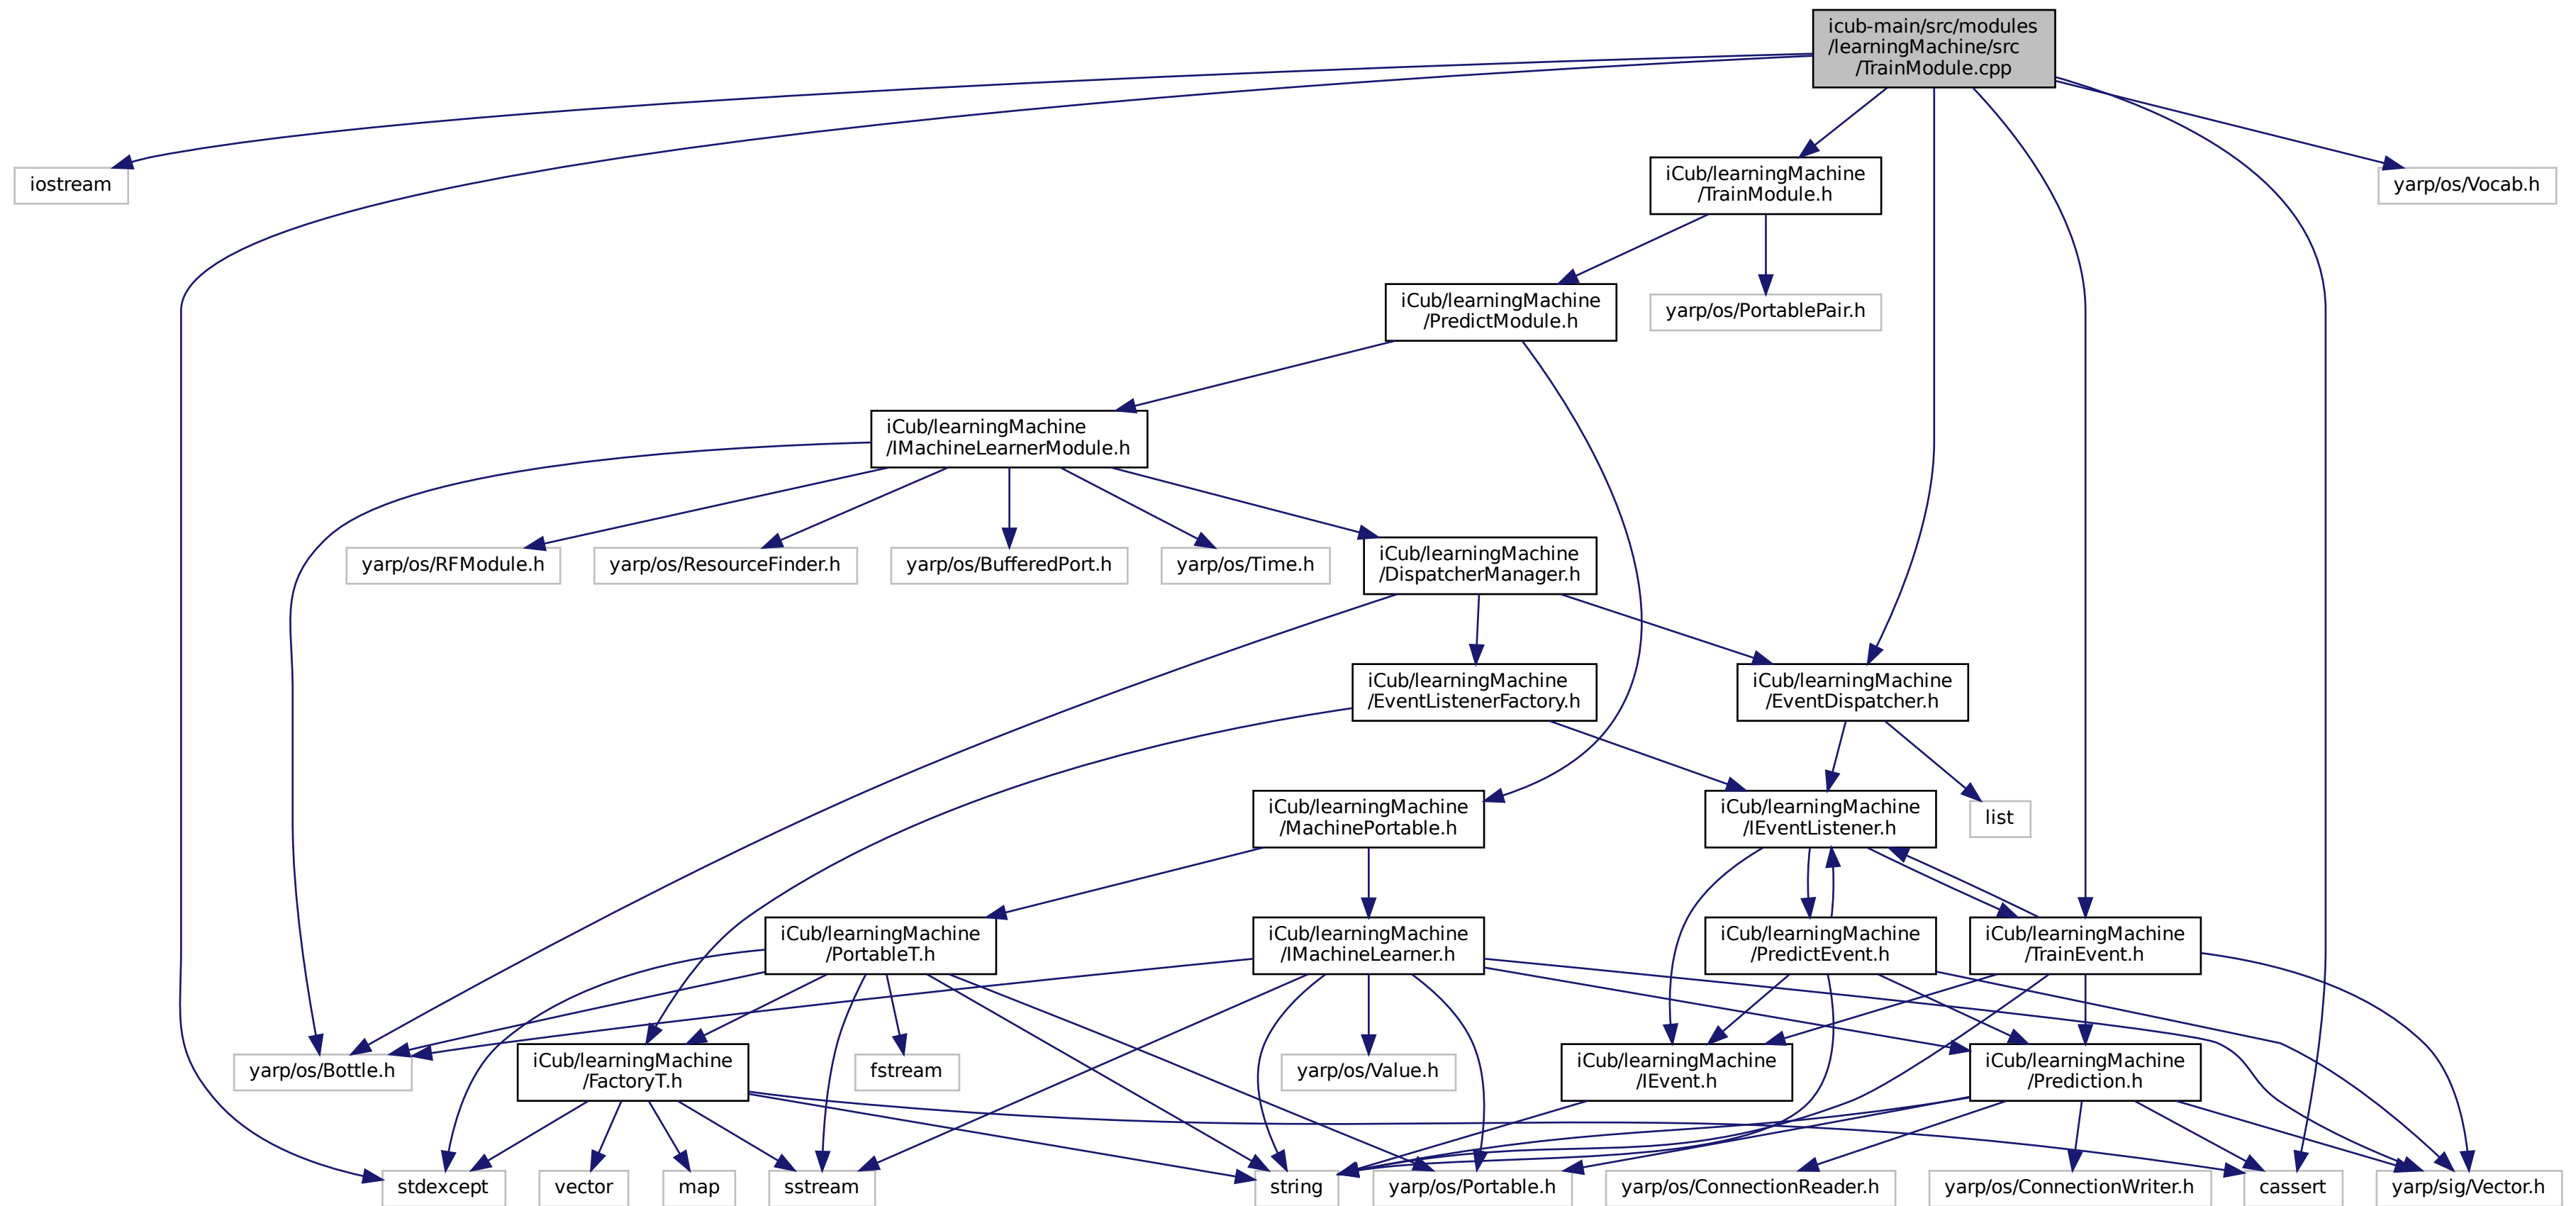 icub-main/src/modules
/learningMachine/src
/TrainModule.cpp
iostream
iCub/learningMachine
/TrainModule.h
yarp/os/Vocab.h
iCub/learningMachine
/PredictModule.h
yarp/os/PortablePair.h
iCub/learningMachine
/IMachineLearnerModule.h
yarp/os/RFModule.h
yarp/os/ResourceFinder.h
yarp/os/BufferedPort.h
yarp/os/Time.h
iCub/learningMachine
/DispatcherManager.h
iCub/learningMachine
/EventListenerFactory.h
iCub/learningMachine
/EventDispatcher.h
iCub/learningMachine
/MachinePortable.h
iCub/learningMachine
/IEventListener.h
list
iCub/learningMachine
/PortableT.h
iCub/learningMachine
/IMachineLearner.h
iCub/learningMachine
/PredictEvent.h
iCub/learningMachine
/TrainEvent.h
yarp/os/Bottle.h
iCub/learningMachine
/FactoryT.h
fstream
yarp/os/Value.h
iCub/learningMachine
/IEvent.h
iCub/learningMachine
/Prediction.h
stdexcept
vector
map
sstream
string
yarp/os/Portable.h
yarp/os/ConnectionReader.h
yarp/os/ConnectionWriter.h
cassert
yarp/sig/Vector.h